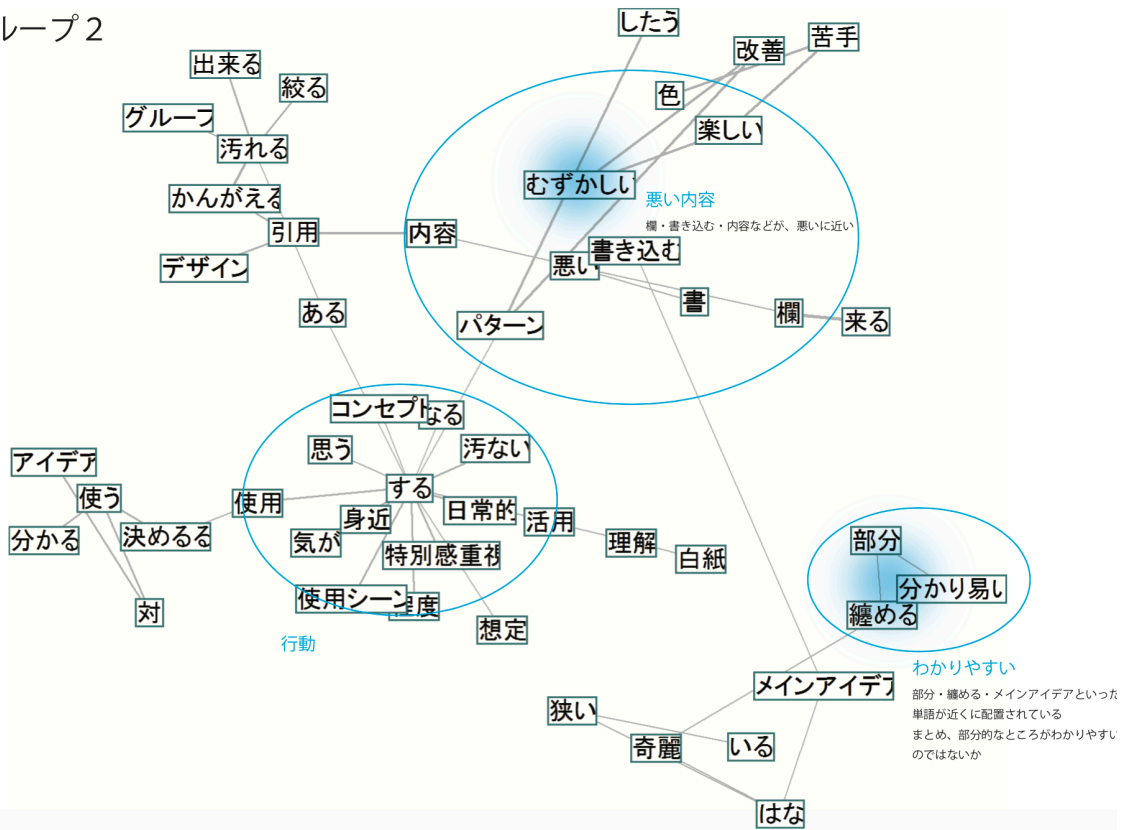 ループ２
したう
改善
苦手
出来る
絞る
色
グループ
楽しい
汚れる
むずかしい
かんがえる
悪い内容
欄・書き込む・内容などが、悪いに近い
引用
内容
書き込む
デザイン
悪い
ある
書
欄
来る
パターン
コンセプト
なる
思う
汚ない
アイデア
する
使う
使用
日常的
身近
活用
分かる
決めるる
気が
特別感重視
理解
白紙
部分
分かり易い
使用シーン
程度
纏める
対
想定
行動
わかりやすい
メインアイデア
部分・纏める・メインアイデアといった
単語が近くに配置されている
まとめ、部分的なところがわかりやすい
のではないか
狭い
奇麗
いる
はな